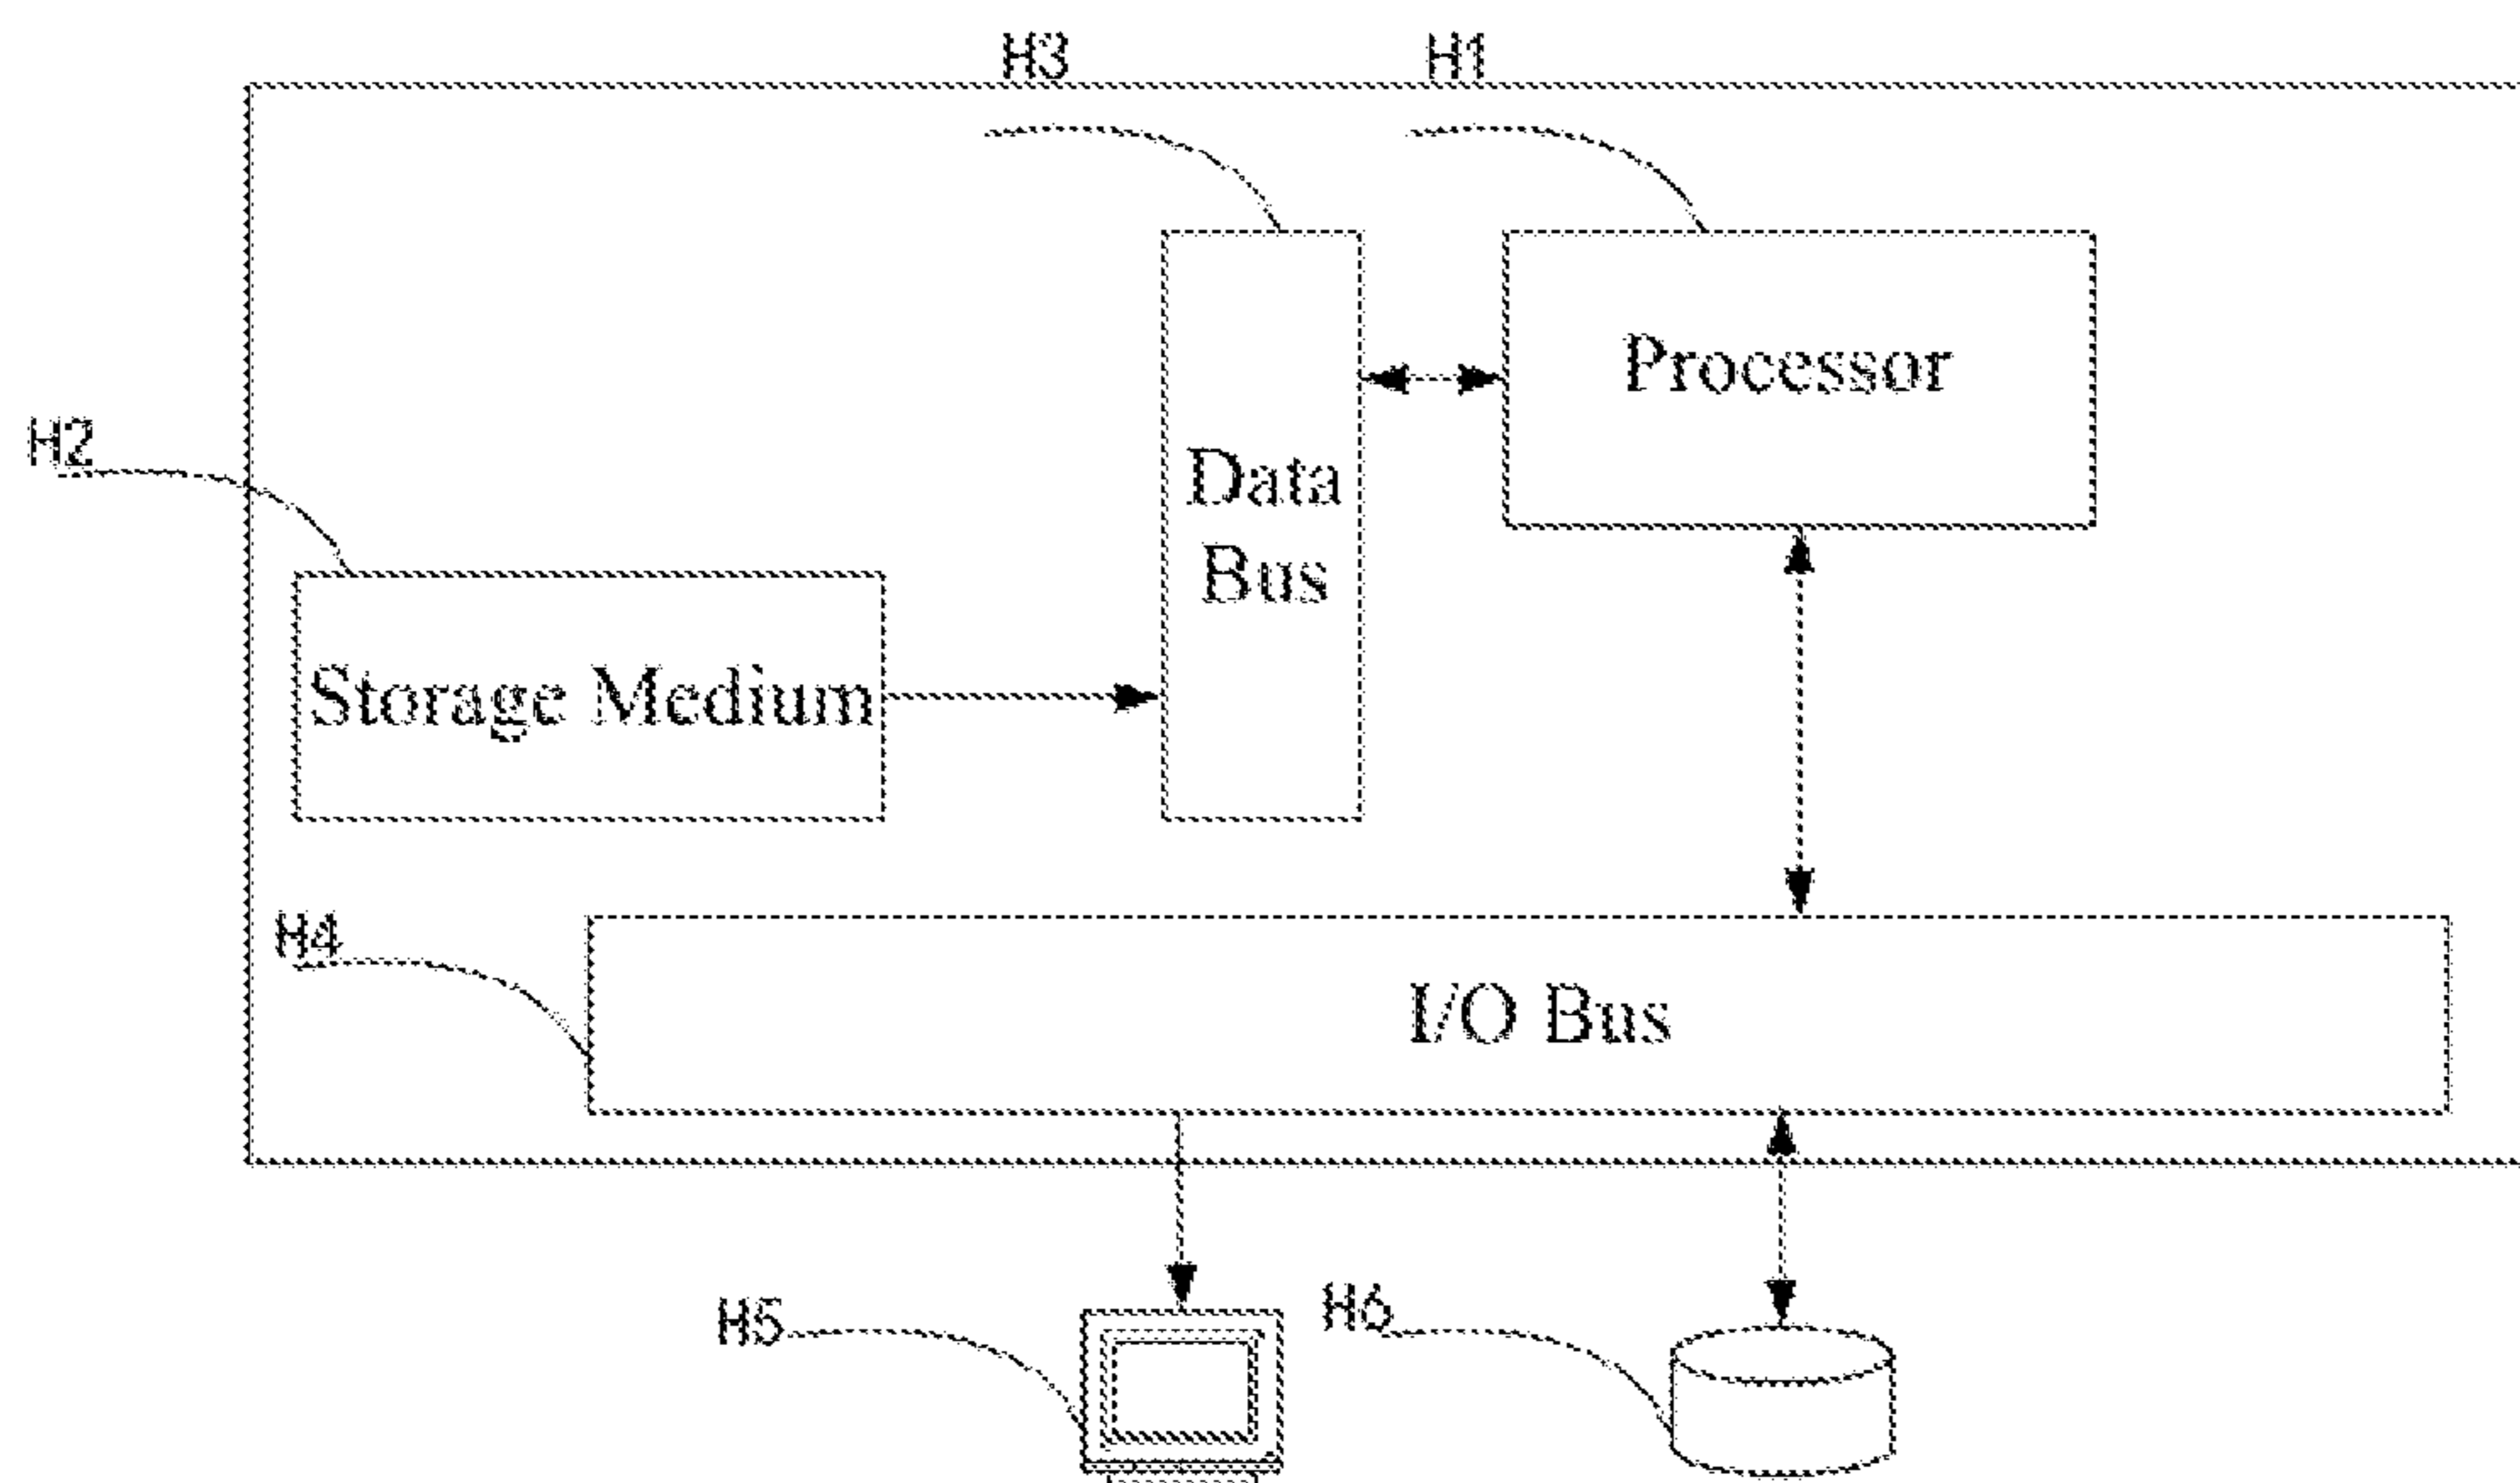 H3
H1
Processor
H2
Data
Bus
Storage Medium
H4
I/O Bus
H5
H6